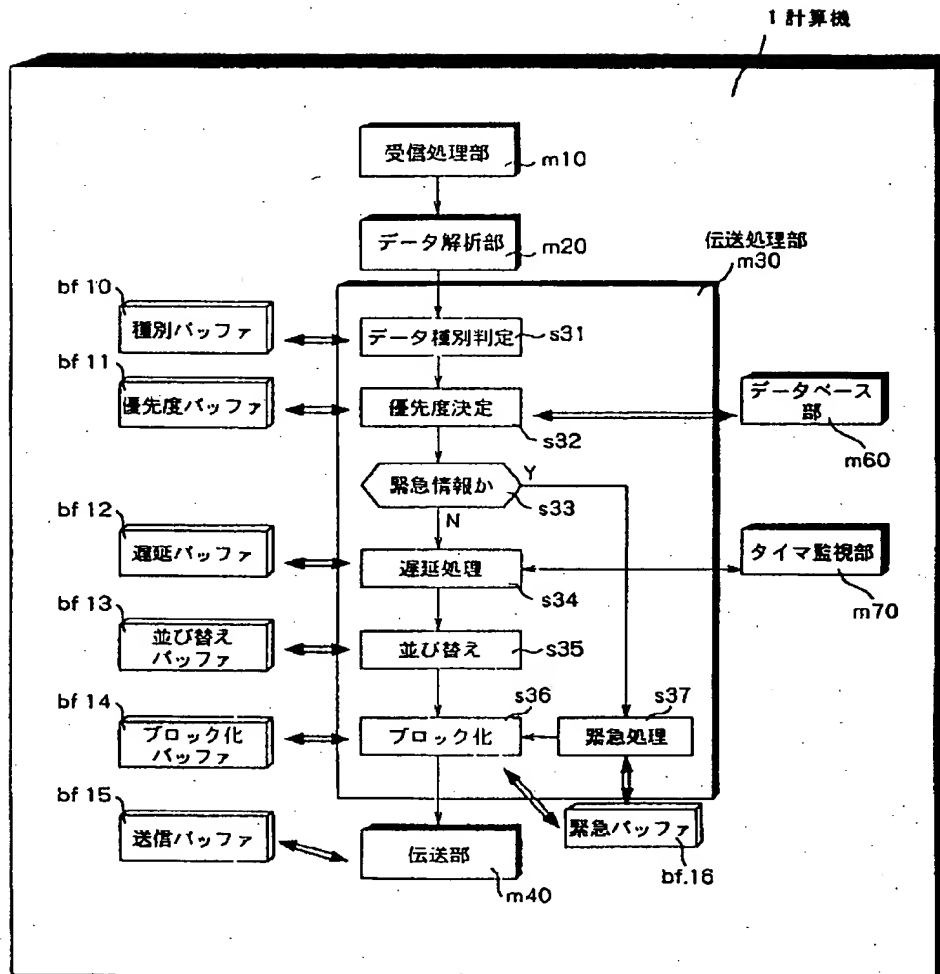 1 計算機
受信処理部
m10
データ解析部
m20
伝送処理部
m30
bf 10
種別バッファ
データ種別判定
s31
bf 11
優先度バッファ
優先度決定
s32
データベース
部
m60
緊急情報か
Y
s33
N
bf 12
遅延バッファ
遅延処理
s34
タイマ監視部
m70
bf 13
並び替え
バッファ
並び替え
s35
bf 14
ブロック化
バッファ
s36
ブロック化
s37
緊急処理
bf 15
送信バッファ
伝送部
m40
緊急バッファ
bf.16